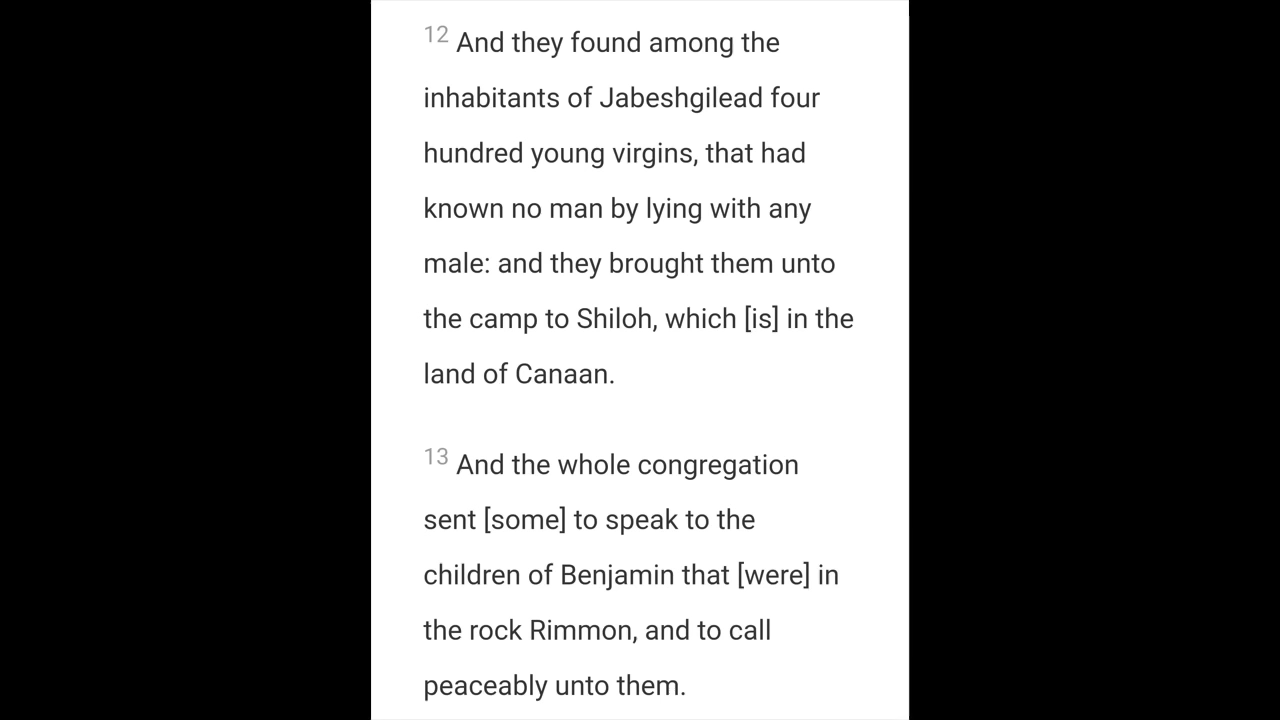 12 And they found among the
inhabitants of Jabeshgilead four
hundred young virgins, that had
known no man by lying with any
male: and they brought them unto
the camp to Shiloh, which [is] in the
land of Canaan.
13 And the whole congregation
sent [some] to speak to the
children of Benjamin that [were] in
the rock Rimmon, and to call
peaceably unto them.